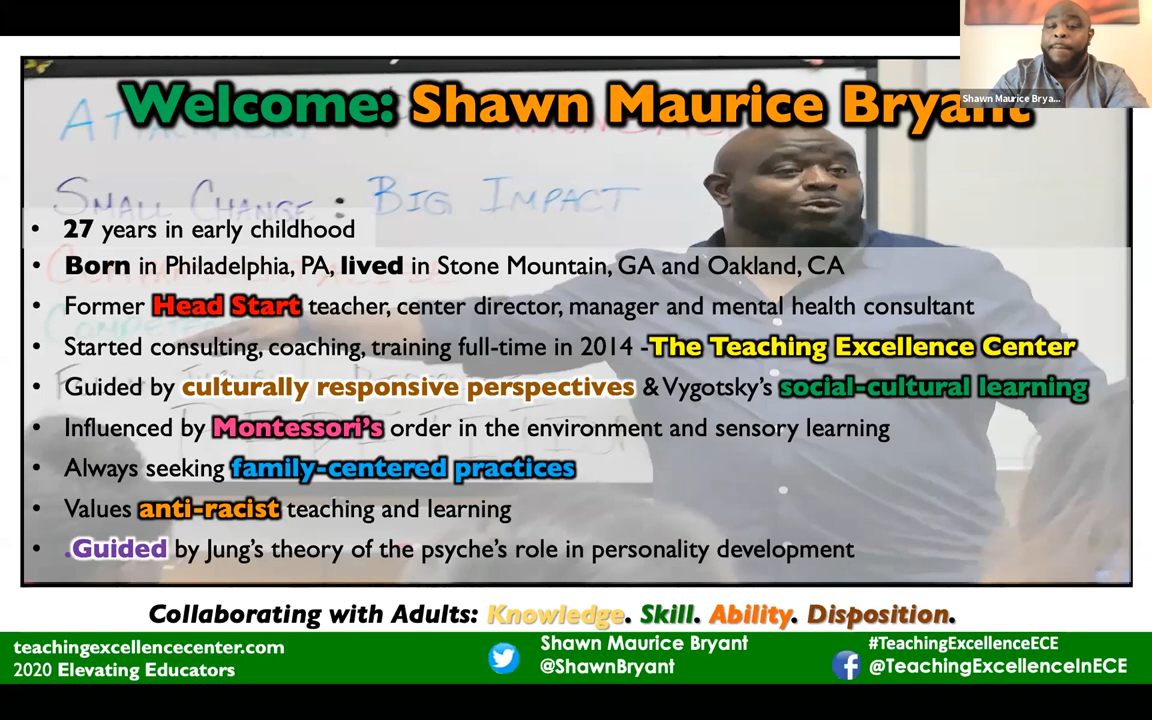 Welcome: Shawn Maurice Bryant
Shawn Maurice Brya...
SMALL CHANGE : BIG IMPACT
• 27 years in early childhood
• Born in Philadelphia, PA, lived in Stone Mountain, GA and Oakland, CA
• Former Head Start teacher, center director, manager and mental health consultant
• Started consulting, coaching, training full-time in 2014 -The Teaching Excellence Center
• Guided by culturally responsive perspectives & Vygotsky's social-cultural learning
• Influenced by Montessori's order in the environment and sensory learning
• Always seeking family-centered practices
• Values anti-racist teaching and learning
• .Guided by Jung's theory of the psyche's role in personality development
Collaborating with Adults: Knowledge. Skill. Ability. Disposition.
teachingexcellencecenter.com
2020 Elevating Educators
Shawn Maurice Bryant
@ShawnBryant
#TeachingExcellenceECE
@TeachingExcellenceInECE